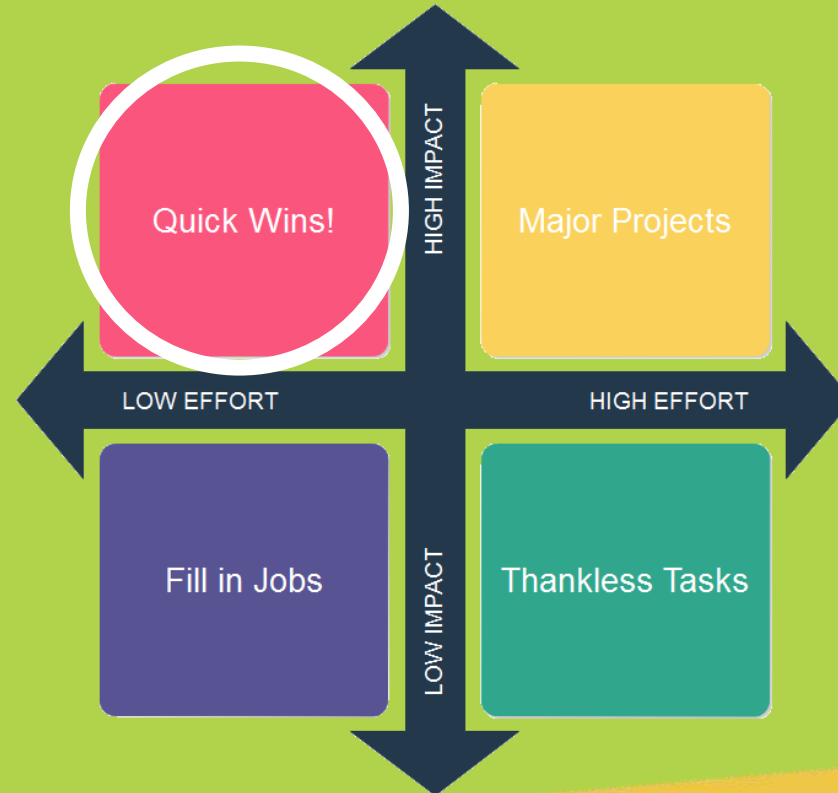 HIGH IMPACT
Quick Wins!
Major Projects
LOW EFFORT
HIGH EFFORT
Fill in Jobs
Thankless Tasks
LOW IMPACT